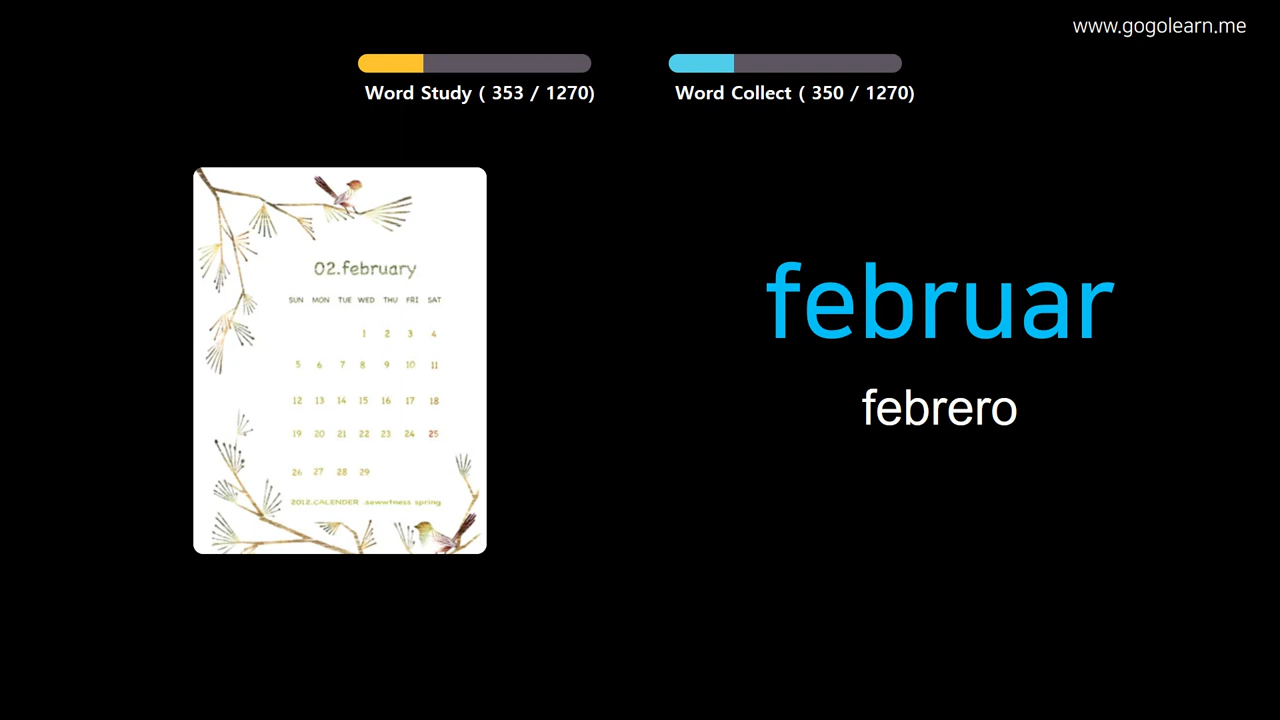 www.gogolearn.me
Word Study ( 353 / 1270)
Word Collect ( 350 / 1270)
02.february
SUN MON TUE WED THU FRI SAT
1 2 3 4
5 6 7 8 9 10 11
12 13 14 15 16 17 18
19 20 21 22 23 24 25
26 27 28 29
2012.CALENDER .sewwtness spring
februar
febrero